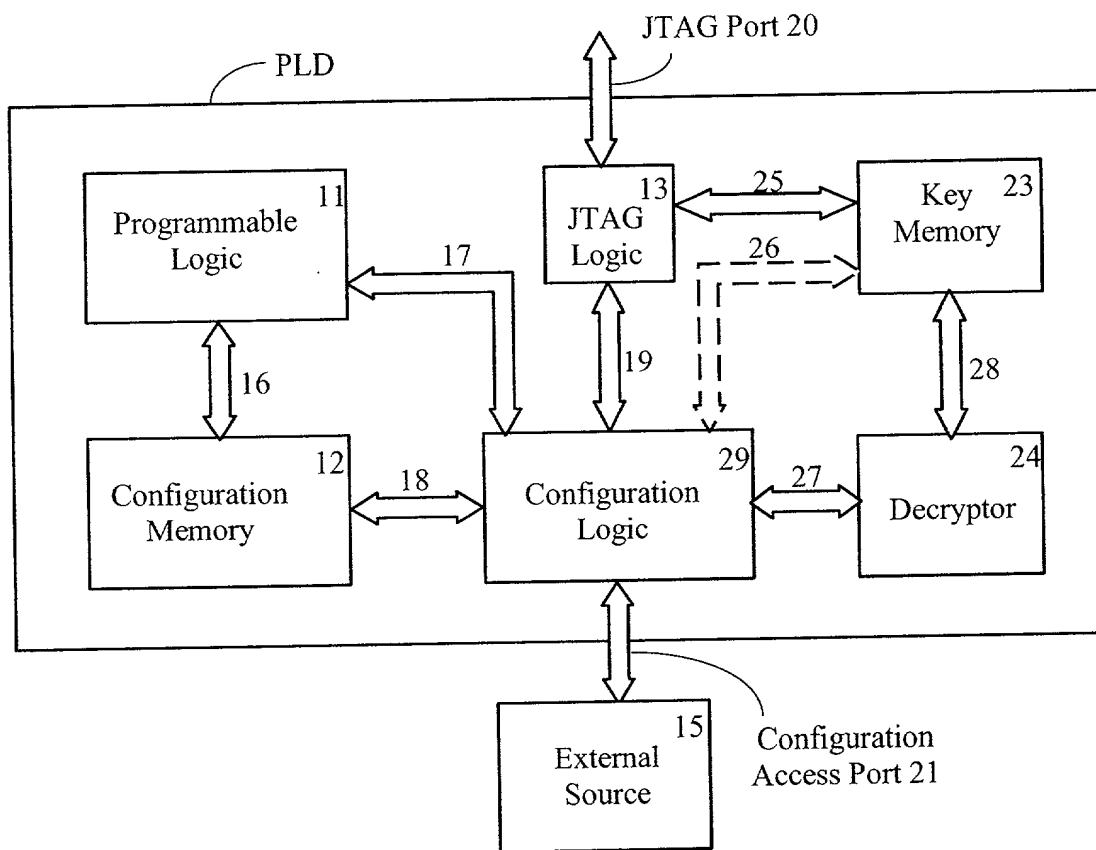 JTAG Port 20
PLD
11
Programmable
Logic
13
JTAG
Logic
25
23
Key
Memory
17
26
16
19
28
12
Configuration
Memory
18
29
Configuration
Logic
27
24
Decryptor
15
External
Source
Configuration
Access Port 21